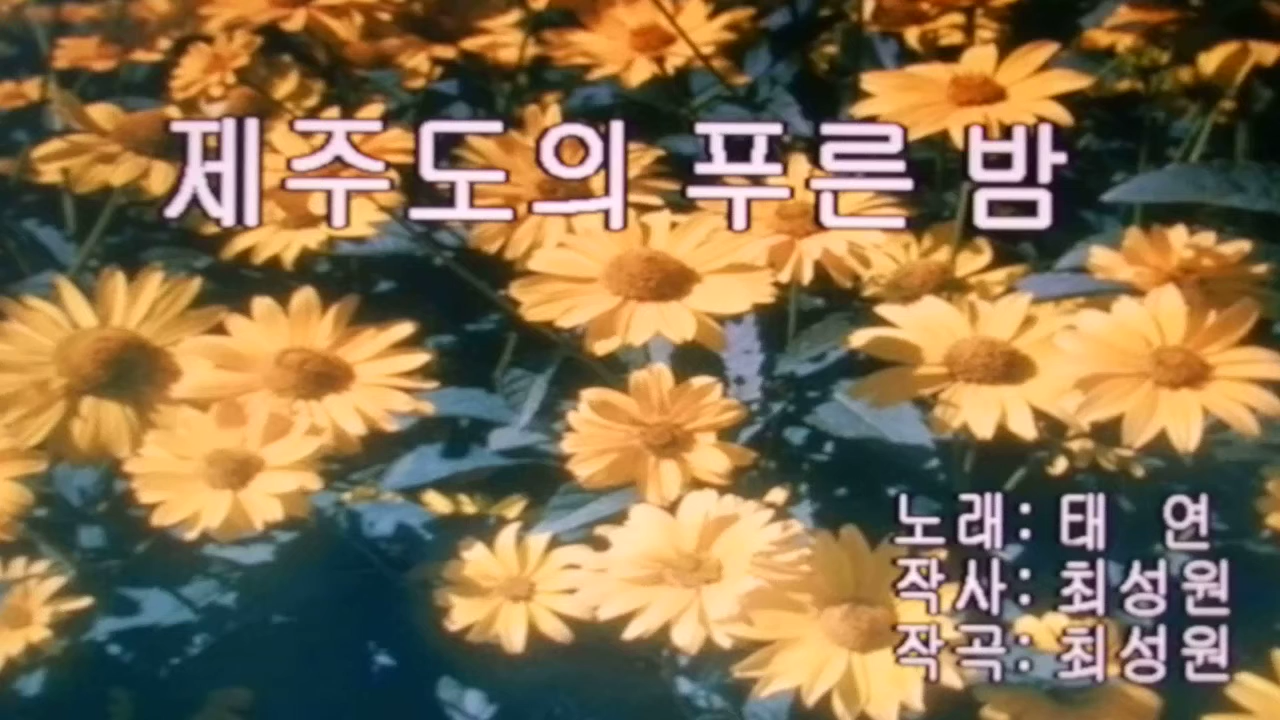 제주도의 푸른 밤
노래: 태 연
작사: 최성원
작곡: 최성원